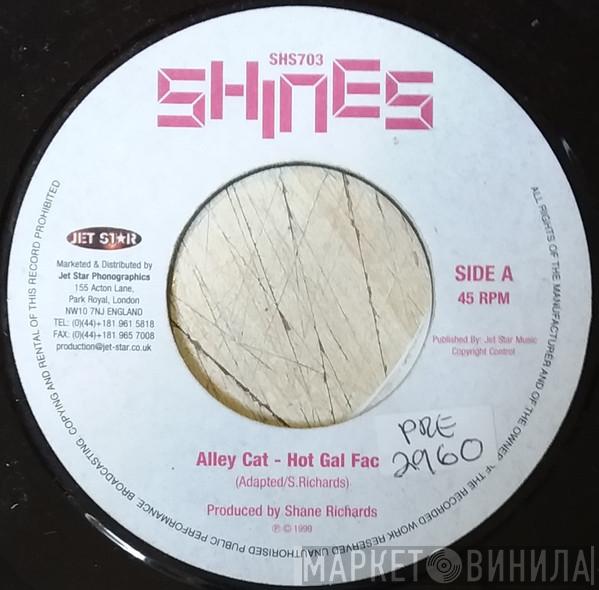 SHS703
SHINES
JET STAR
Marketed & Distributed by
Jet Star Phonographics
155 Acton Lane,
Park Royal, London
NW10 7NJ ENGLAND
TEL: (0)(44)+181 961 5818
FAX: (0)(44)+181 965 7008
production@jet-star.co.uk
SIDE A
45 RPM
Published By: Jet Star Music
Copyright Control
Alley Cat - Hot Gal Fac
(Adapted/S.Richards)
Produced by Shane Richards
℗ © 1999
PRE
2960
ALL RIGHTS OF THE MANUFACTURER AND OF THE OWNER OF THE RECORDED WORK RESERVED UNAUTHORISED PUBLIC PERFORMANCE BROADCASTING COPYING AND RENTAL OF THIS RECORD PROHIBITED
МАРКЕТ ВИНИЛА